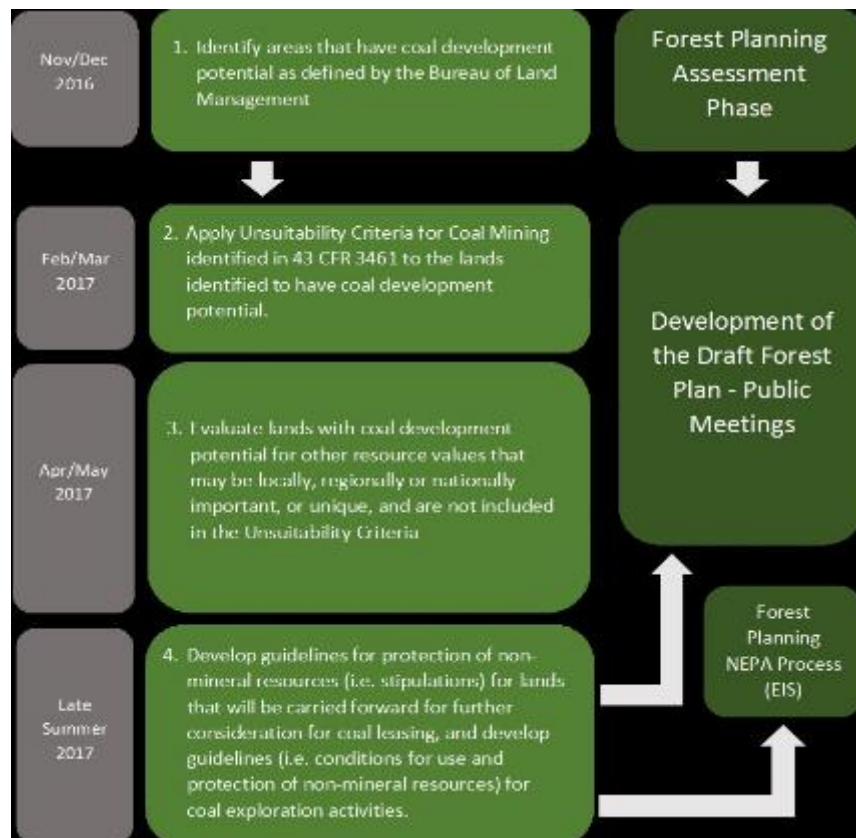 Nov/Dec
2016
1. Identify areas that have coal development
potential as defined by the Bureau of Land
Management
Forest Planning
Assessment
Phase
Feb/Mar
2017
2. Apply Unsuitability Criteria for Coal Mining
identified in 43 CFR 3461 to the lands
identified to have coal development
potential.
Development of
the Draft Forest
Plan - Public
Meetings
Apr/May
2017
3. Evaluate lands with coal development
potential for other resource values that
may be locally, regionally or nationally
important, or unique, and are not included
in the Unsuitability Criteria
Forest
Planning
NEPA Process
(EIS)
Late
Summer
2017
4. Develop guidelines for protection of non-
mineral resources (i.e. stipulations) for lands
that will be carried forward for further
consideration for coal leasing, and develop
guidelines (i.e. conditions for use and
protection of non-mineral resources) for
coal exploration activities.